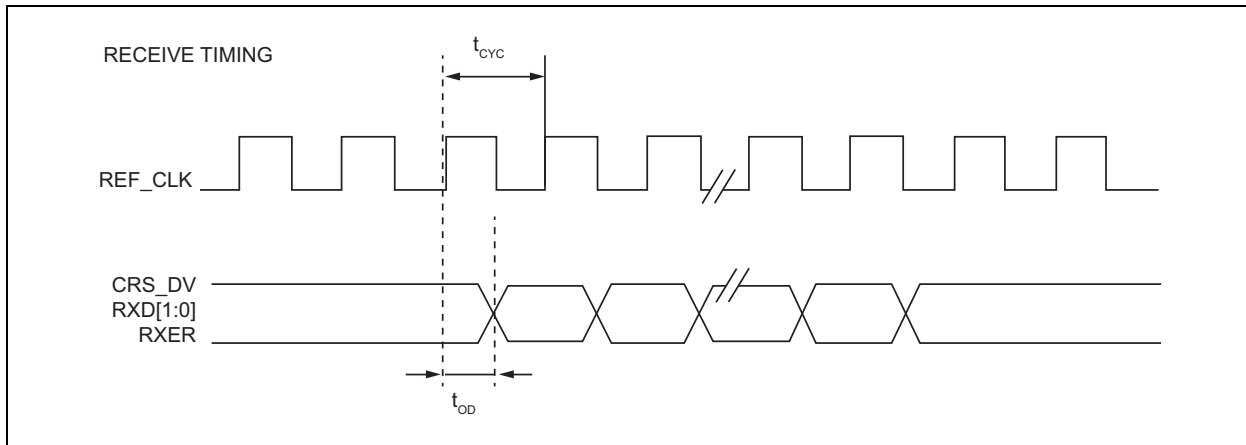 RECEIVE TIMING
tCYC
REF_CLK
CRS_DV
RXD[1:0]
RXER
tOD